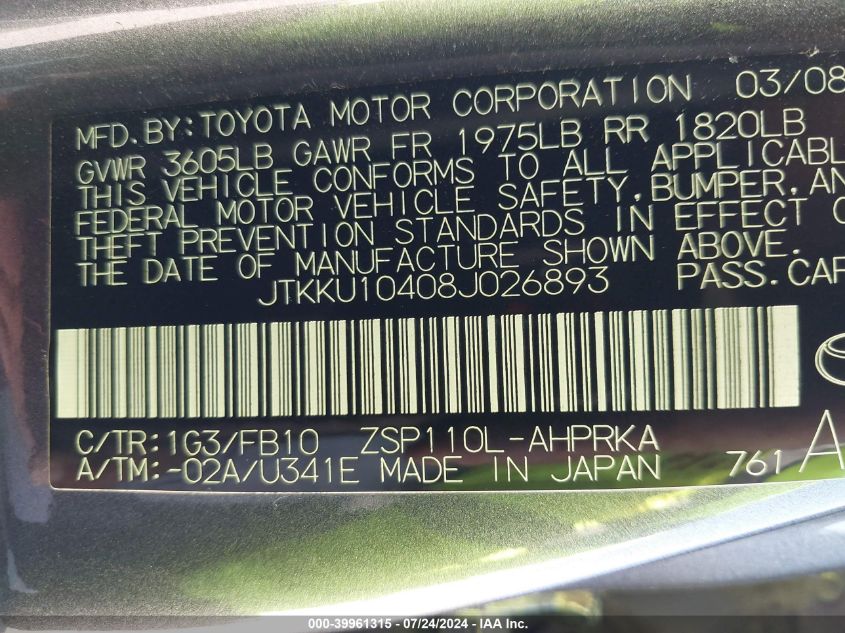 MFD.BY:TOYOTA MOTOR CORPORATION 03/08
GVWR 3605LB GAWR FR 1975LB RR 1820LB
THIS VEHICLE CONFORMS TO ALL APPLICABL
FEDERAL MOTOR VEHICLE SAFETY,BUMPER,AN
THEFT PREVENTION STANDARDS IN EFFECT O
THE DATE OF MANUFACTURE SHOWN ABOVE.
JTKKU10408J026893 PASS.CAR
C/TR:1G3/FB10 ZSP110L-AHPRKA
A/TM:-02A/U341E MADE IN JAPAN 761 A
000-39961315 / 07/24/2024 - IAA Inc.